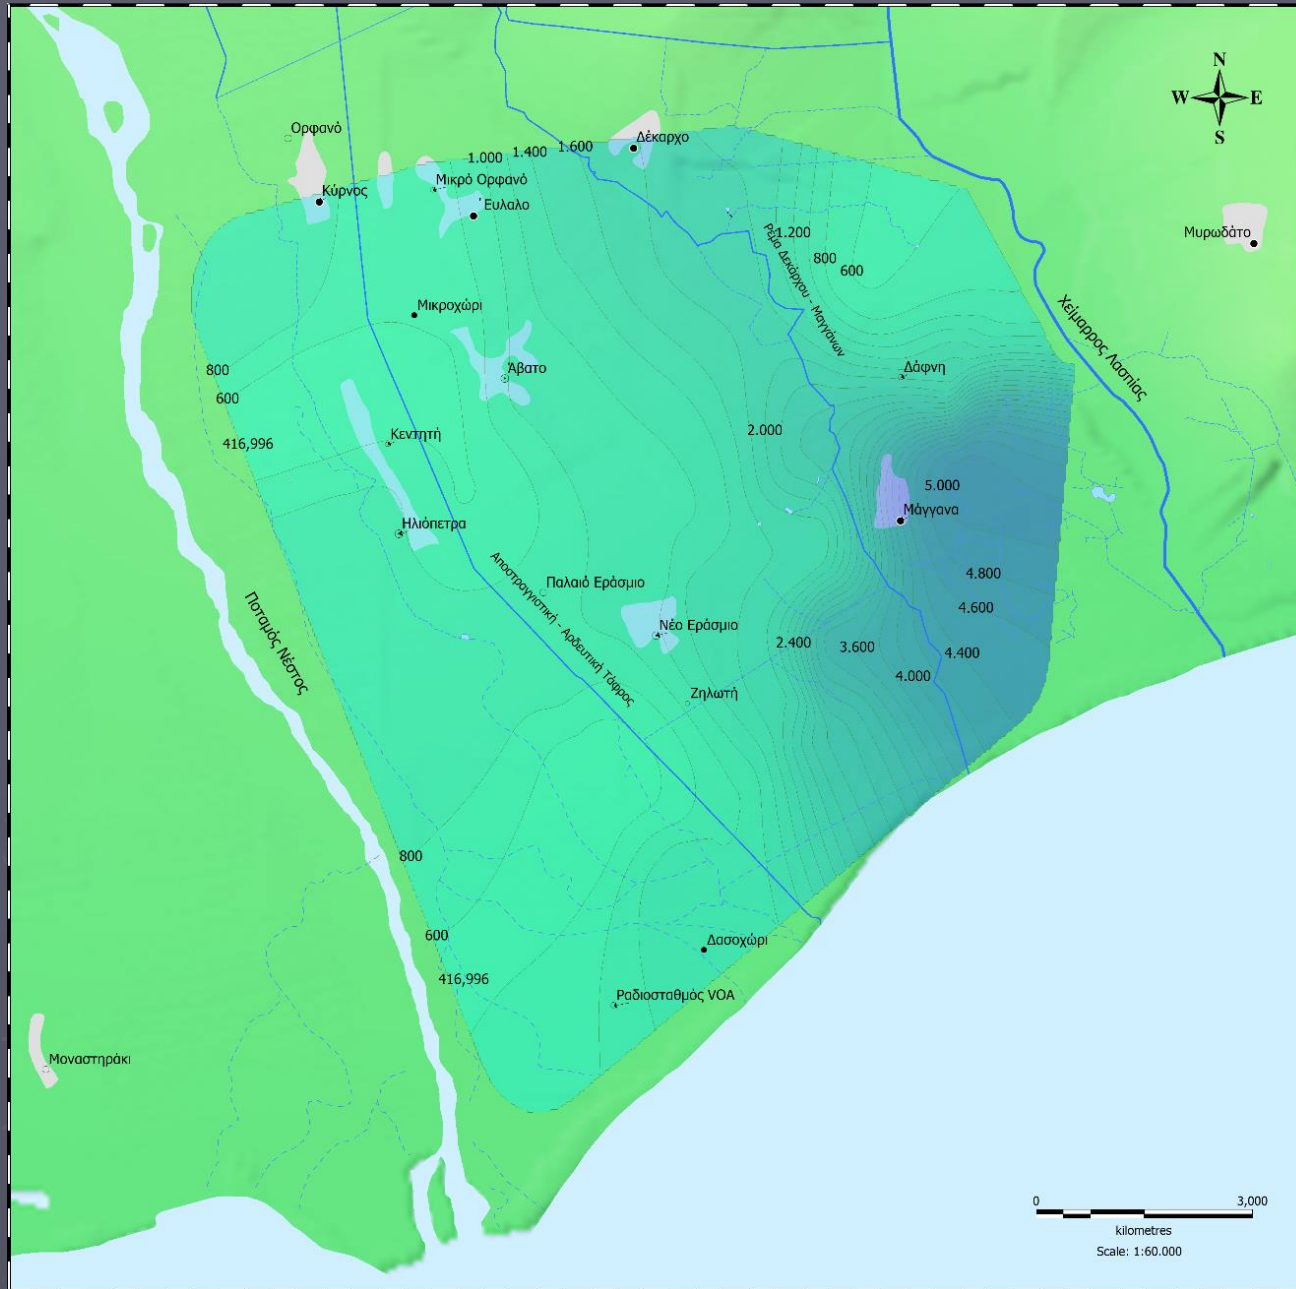 N
W E
S
Ορφανό
Δέκαρχο
1.000
1.400
1.600
Μικρό Ορφανό
Κύρνος
Εύλαλο
Μυρωδάτο
1.200
800
600
Ρέμα Δεκάρχου - Μαγγάνων
Χείμαρρος Λασπίας
Μικροχώρι
800
600
416,996
Άβατο
Δάφνη
Κεντητή
2.000
5.000
Μάγγανα
Ηλιόπετρα
Αποστραγγιστική - Αρδευτική Τάφρος
Παλαιό Εράσμιο
4.800
4.600
Νέο Εράσμιο
2.400
3.600
4.400
4.000
Ποταμός Νέστος
Ζηλωτή
800
600
416,996
Δασοχώρι
Ραδιοσταθμός VOA
Μοναστηράκι
0 3,000
kilometres
Scale: 1:60.000